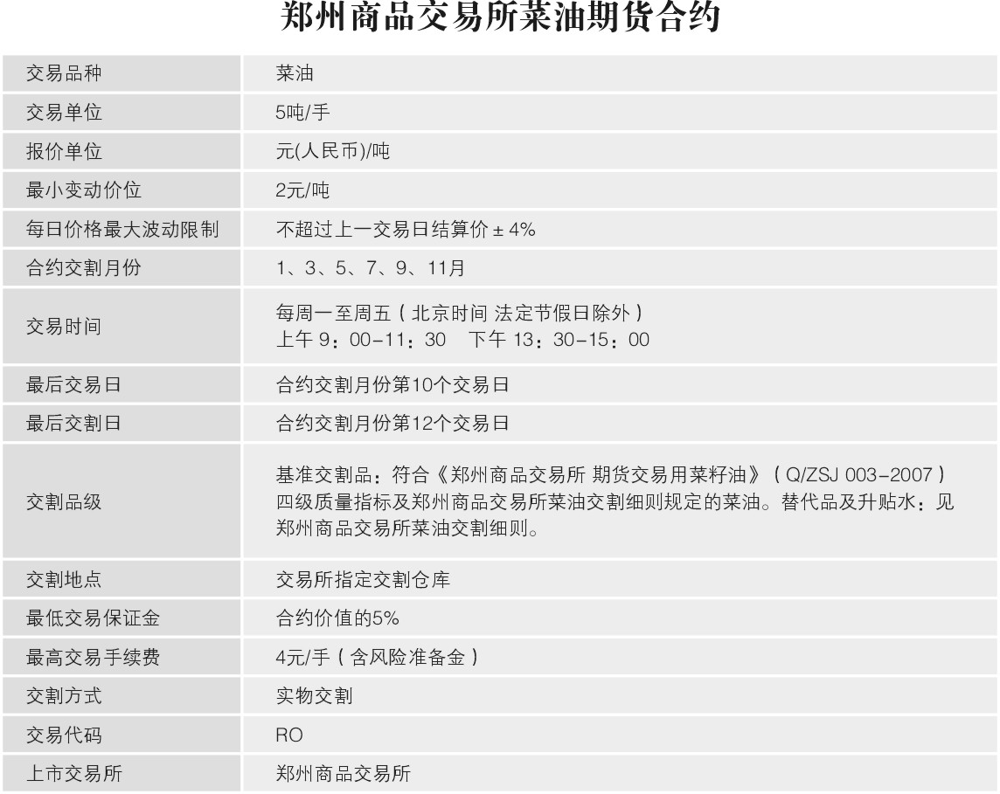 郑州商品交易所菜油期货合约
交易品种 菜油
交易单位 5吨/手
报价单位 元(人民币)/吨
最小变动价位 2元/吨
每日价格最大波动限制 不超过上一交易日结算价±4%
合约交割月份 1、3、5、7、9、11月
交易时间 每周一至周五（北京时间 法定节假日除外）
上午 9：00-11：30 下午 13：30-15：00
最后交易日 合约交割月份第10个交易日
最后交割日 合约交割月份第12个交易日
交割品级 基准交割品：符合《郑州商品交易所 期货交易用菜籽油》（Q/ZSJ 003-2007）
四级质量指标及郑州商品交易所菜油交割细则规定的菜油。替代品及升贴水：见
郑州商品交易所菜油交割细则。
交割地点 交易所指定交割仓库
最低交易保证金 合约价值的5%
最高交易手续费 4元/手（含风险准备金）
交割方式 实物交割
交易代码 RO
上市交易所 郑州商品交易所